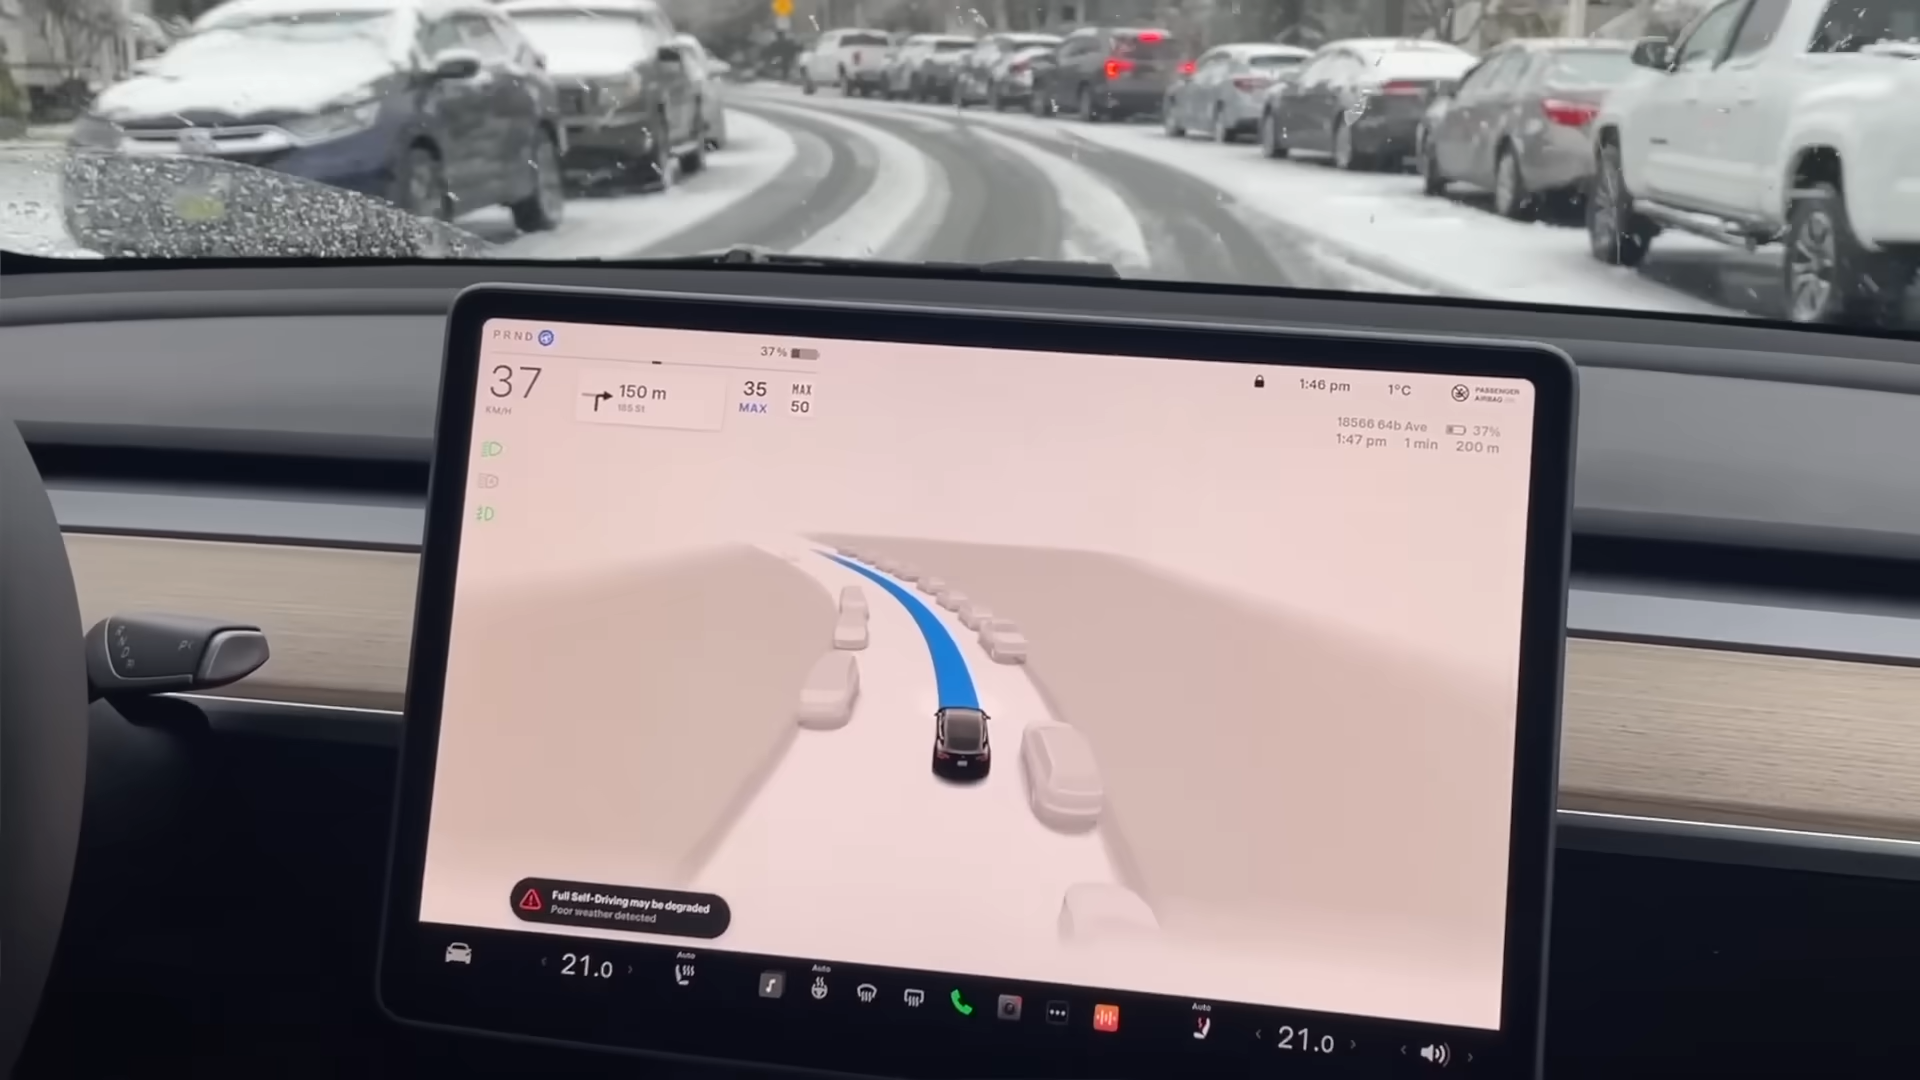 PRND
37%
37
KM/H
150 m
185 St
35
MAX
MAX
50
1:46 pm
1°C
PASSENGER
AIRBAG
18566 64b Ave
37%
1:47 pm 1 min 200 m
Full Self-Driving may be degraded
Poor weather detected
21.0
Auto
Auto
Auto
21.0
R
N
D